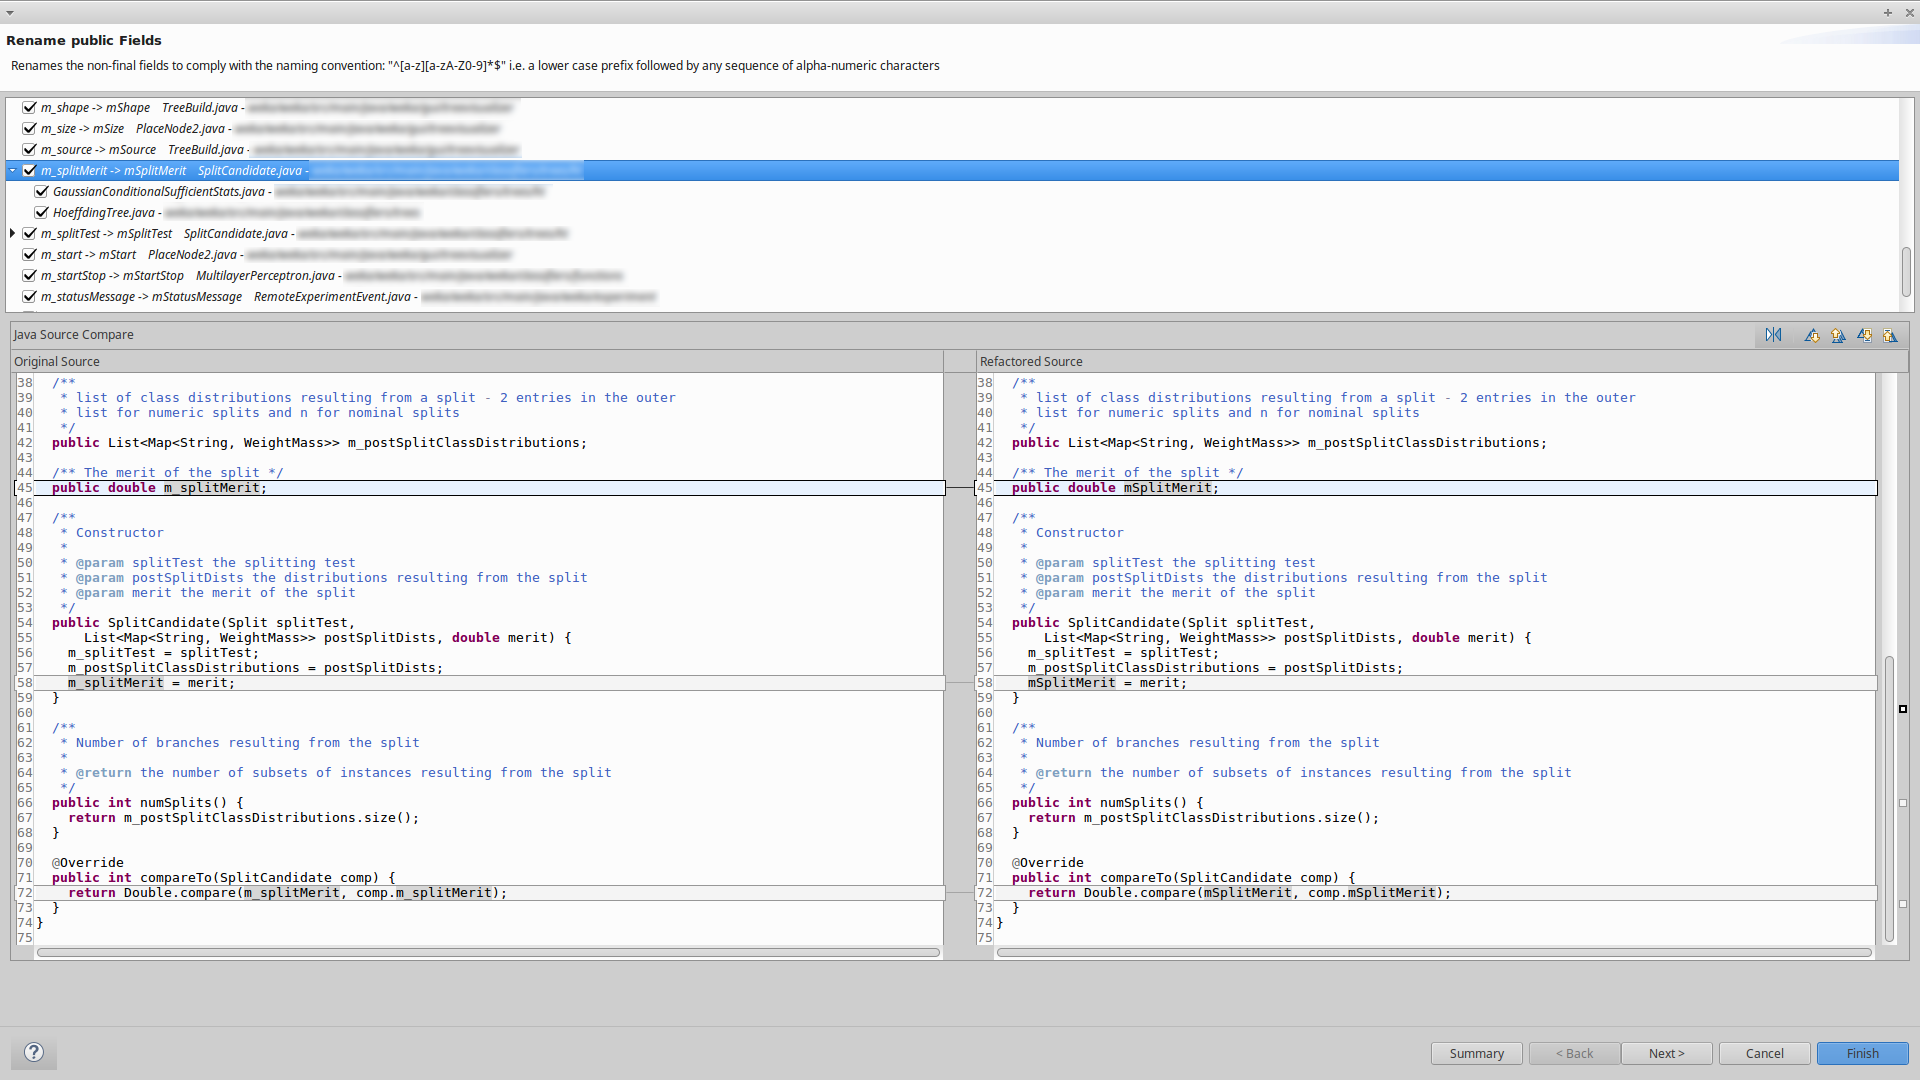 Rename public Fields
Renames the non-final fields to comply with the naming convention: "^[a-z][a-zA-Z0-9]*$" i.e. a lower case prefix followed by any sequence of alpha-numeric characters
m_shape -> mShape TreeBuild.java -
m_size -> mSize PlaceNode2.java -
m_source -> mSource TreeBuild.java -
m_splitMerit -> mSplitMerit SplitCandidate.java -
GaussianConditionalSufficientStats.java -
HoeffdingTree.java -
m_splitTest -> mSplitTest SplitCandidate.java -
m_start -> mStart PlaceNode2.java -
m_startStop -> mStartStop MultilayerPerceptron.java -
m_statusMessage -> mStatusMessage RemoteExperimentEvent.java -
Java Source Compare
Original Source
38 /**
39 * list of class distributions resulting from a split - 2 entries in the outer
40 * list for numeric splits and n for nominal splits
41 */
42 public List<Map<String, WeightMass>> m_postSplitClassDistributions;
43
44 /** The merit of the split */
45 public double m_splitMerit;
46
47 /**
48 * Constructor
49 *
50 * @param splitTest the splitting test
51 * @param postSplitDists the distributions resulting from the split
52 * @param merit the merit of the split
53 */
54 public SplitCandidate(Split splitTest,
55 List<Map<String, WeightMass>> postSplitDists, double merit) {
56 m_splitTest = splitTest;
57 m_postSplitClassDistributions = postSplitDists;
58 m_splitMerit = merit;
59 }
60
61 /**
62 * Number of branches resulting from the split
63 *
64 * @return the number of subsets of instances resulting from the split
65 */
66 public int numSplits() {
67 return m_postSplitClassDistributions.size();
68 }
69
70 @Override
71 public int compareTo(SplitCandidate comp) {
72 return Double.compare(m_splitMerit, comp.m_splitMerit);
73 }
74 }
75
Refactored Source
38 /**
39 * list of class distributions resulting from a split - 2 entries in the outer
40 * list for numeric splits and n for nominal splits
41 */
42 public List<Map<String, WeightMass>> m_postSplitClassDistributions;
43
44 /** The merit of the split */
45 public double mSplitMerit;
46
47 /**
48 * Constructor
49 *
50 * @param splitTest the splitting test
51 * @param postSplitDists the distributions resulting from the split
52 * @param merit the merit of the split
53 */
54 public SplitCandidate(Split splitTest,
55 List<Map<String, WeightMass>> postSplitDists, double merit) {
56 m_splitTest = splitTest;
57 m_postSplitClassDistributions = postSplitDists;
58 mSplitMerit = merit;
59 }
60
61 /**
62 * Number of branches resulting from the split
63 *
64 * @return the number of subsets of instances resulting from the split
65 */
66 public int numSplits() {
67 return m_postSplitClassDistributions.size();
68 }
69
70 @Override
71 public int compareTo(SplitCandidate comp) {
72 return Double.compare(mSplitMerit, comp.mSplitMerit);
73 }
74 }
75
? Summary < Back Next > Cancel Finish